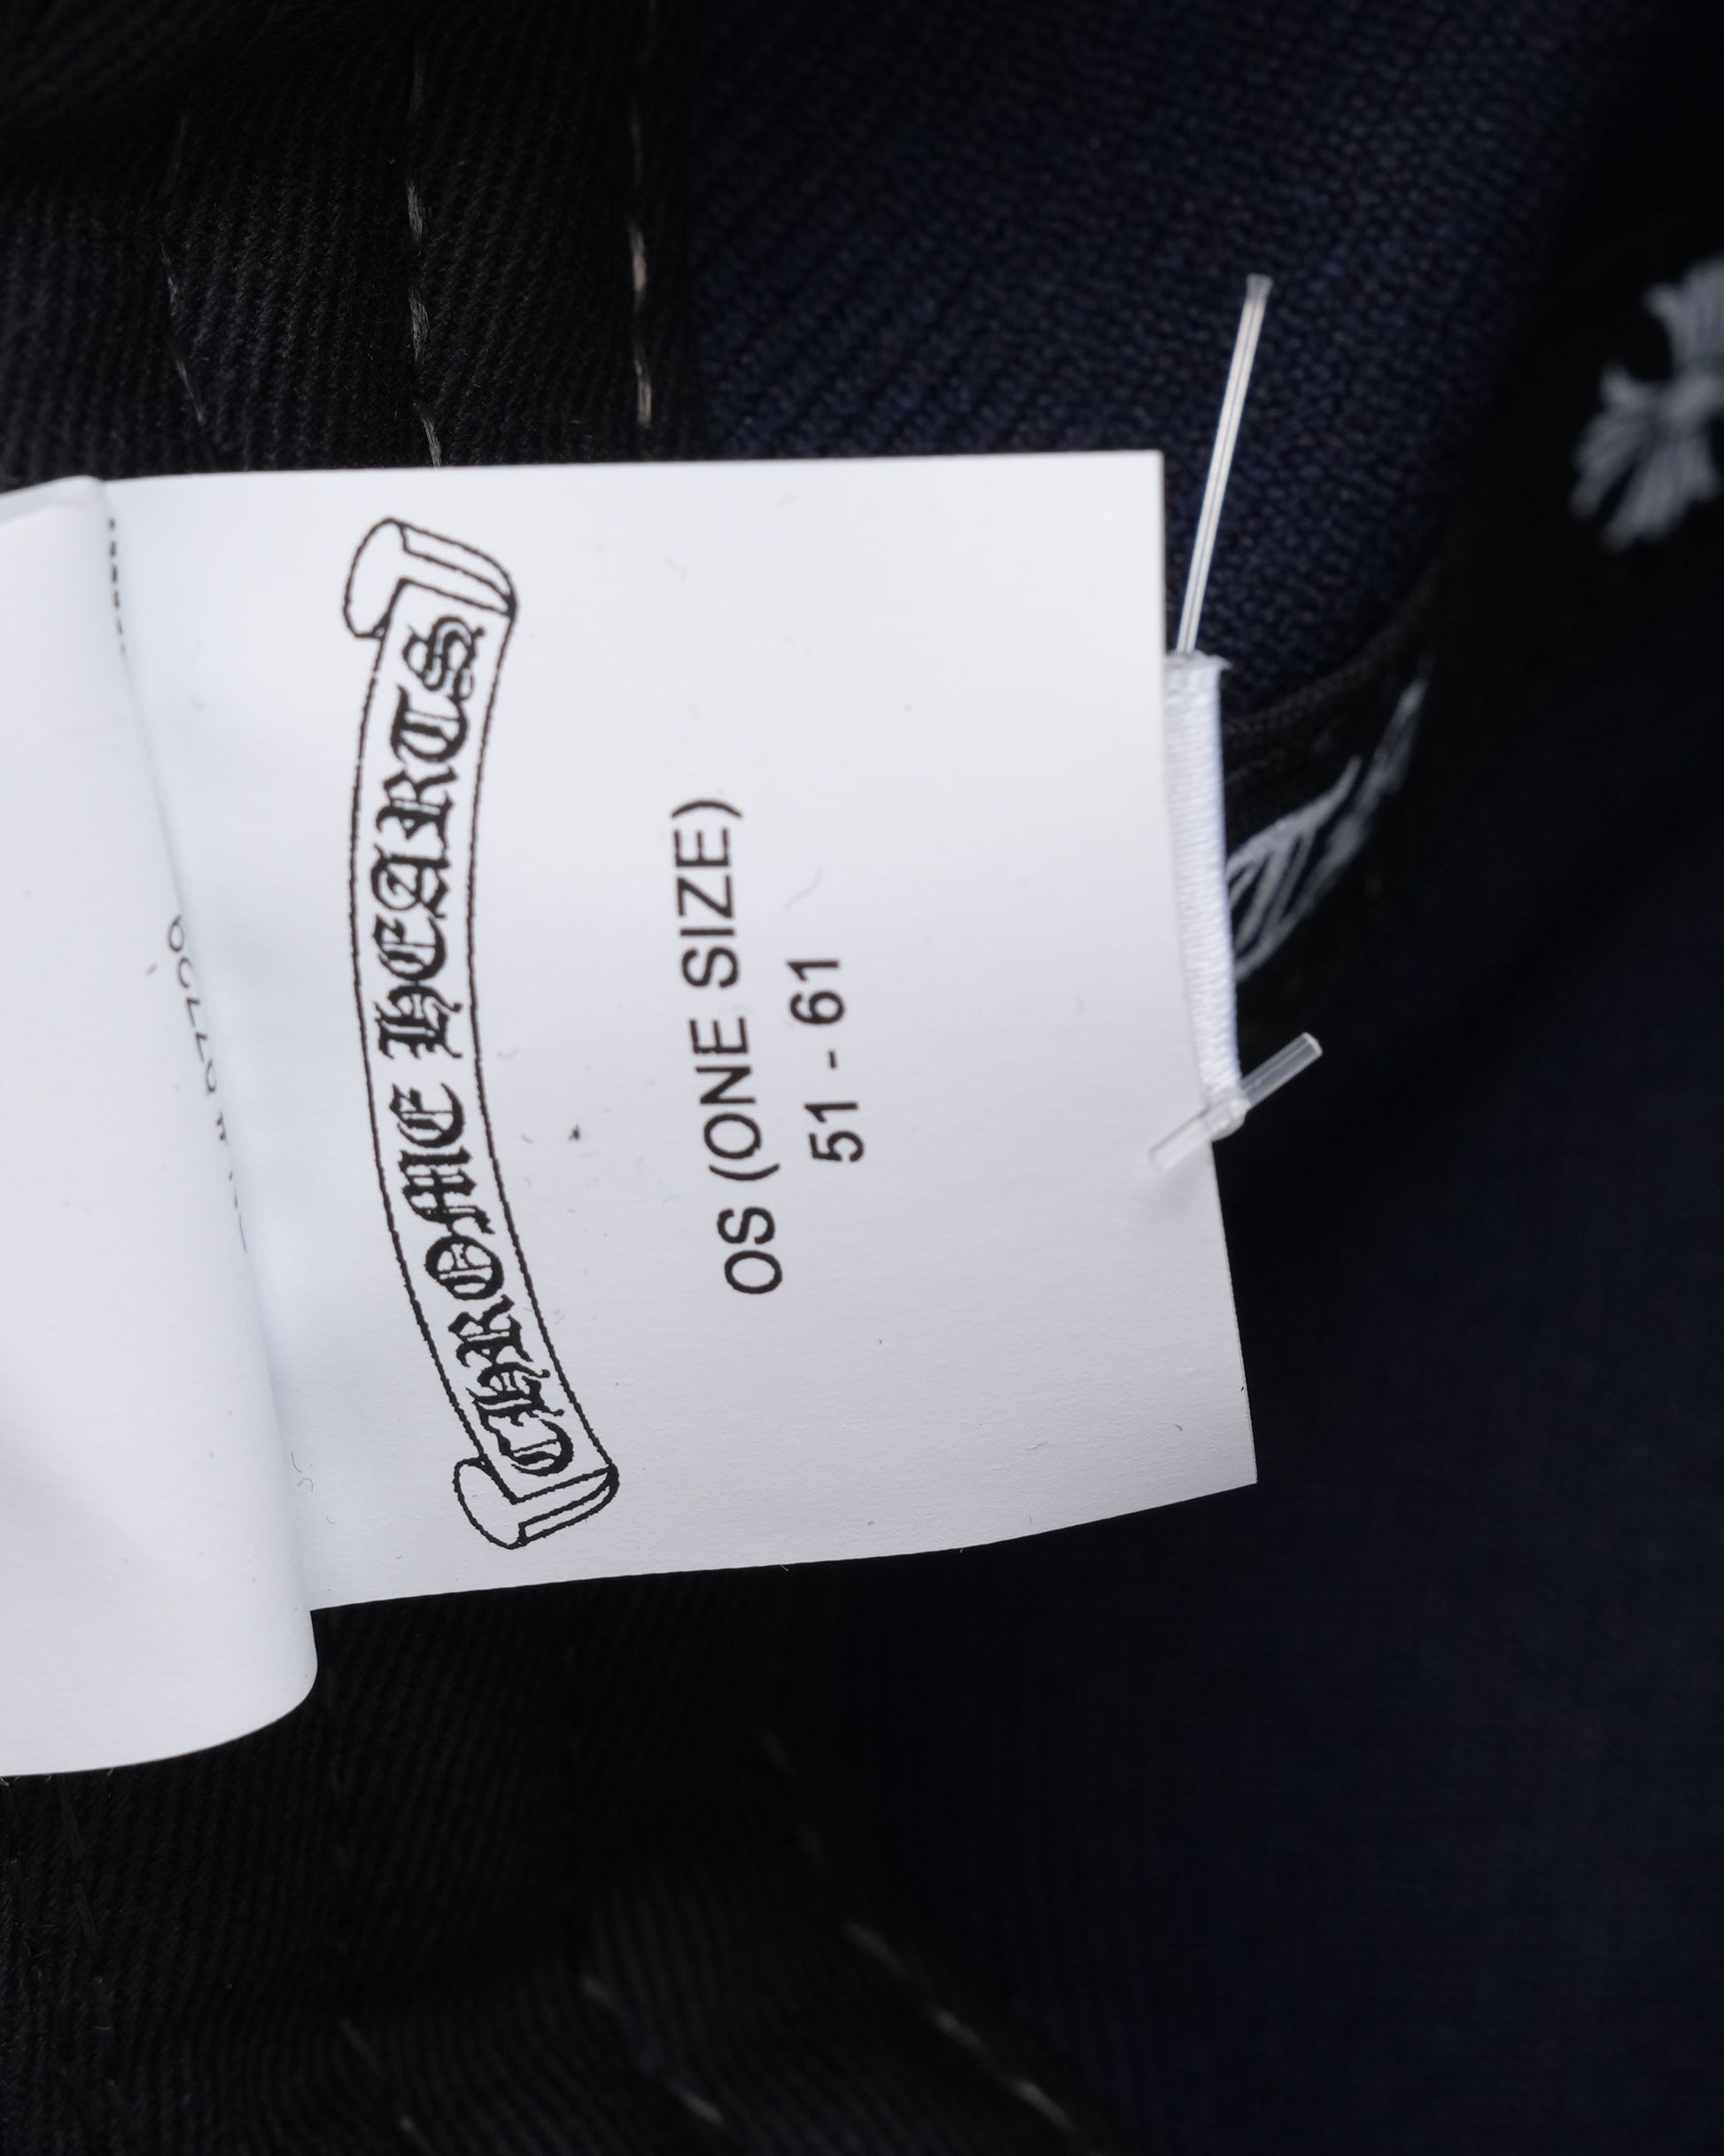 CHROME HEARTS
OS (ONE SIZE)
51 - 61